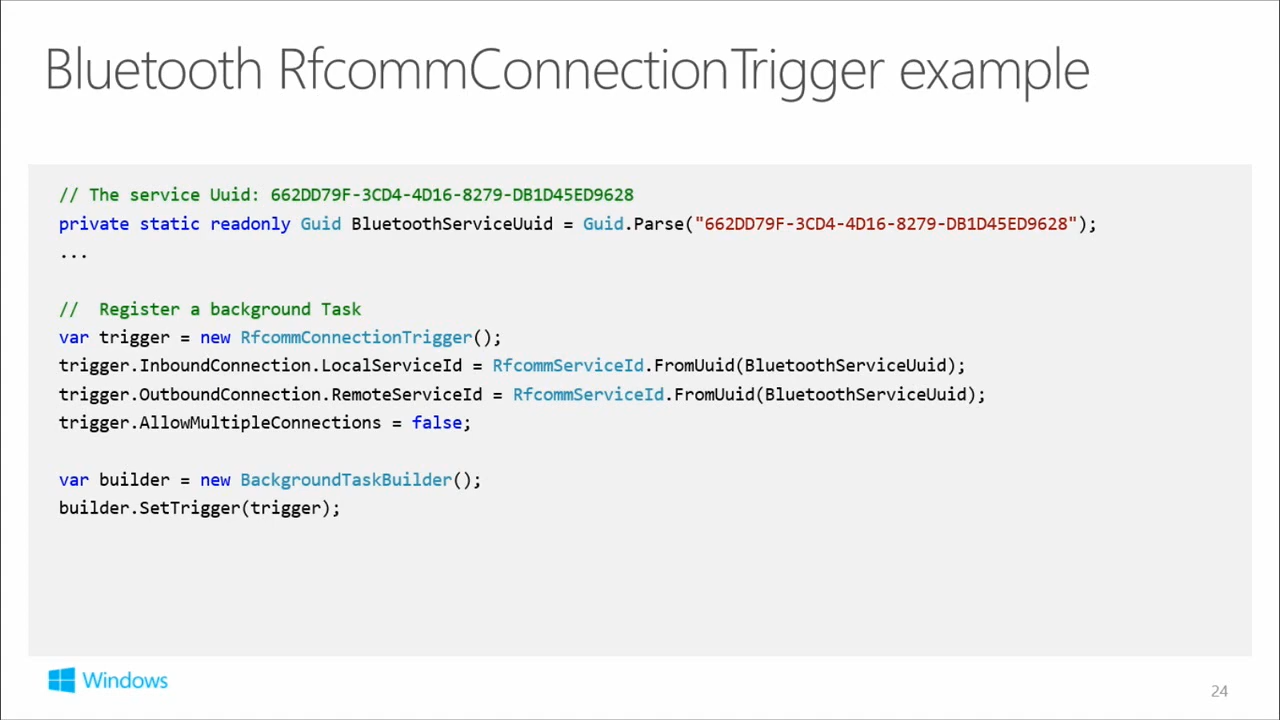 Bluetooth RfcommConnectionTrigger example
// The service Uuid: 662DD79F-3CD4-4D16-8279-DB1D45ED9628
private static readonly Guid BluetoothServiceUuid = Guid.Parse("662DD79F-3CD4-4D16-8279-DB1D45ED9628");
...
//  Register a background Task
var trigger = new RfcommConnectionTrigger();
trigger.InboundConnection.LocalServiceId = RfcommServiceId.FromUuid(BluetoothServiceUuid);
trigger.OutboundConnection.RemoteServiceId = RfcommServiceId.FromUuid(BluetoothServiceUuid);
trigger.AllowMultipleConnections = false;
var builder = new BackgroundTaskBuilder();
builder.SetTrigger(trigger);
Windows
24